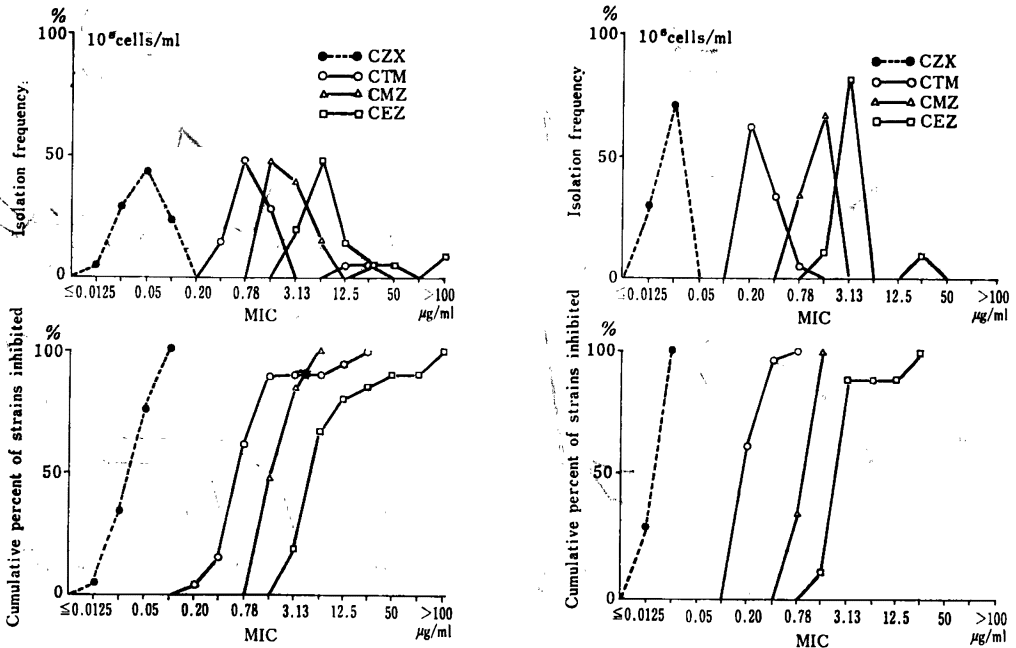 %
100
10⁸cells/ml
CZX
CTM
CMZ
CEZ
50
0
Isolation frequency
≦0.0125 0.05 0.20 0.78 3.13 12.5 50 >100
MIC μg/ml
%
100
50
0
Cumulative percent of strains inhibited
≦0.0125 0.05 0.20 0.78 3.13 12.5 50 >100
MIC μg/ml
%
100
10⁶cells/ml
CZX
CTM
CMZ
CEZ
50
0
Isolation frequency
≦0.0125 0.05 0.20 0.78 3.13 12.5 50 >100
MIC μg/ml
%
100
50
0
Cumulative percent of strains inhibited
≦0.0125 0.05 0.20 0.78 3.13 12.5 50 >100
MIC μg/ml